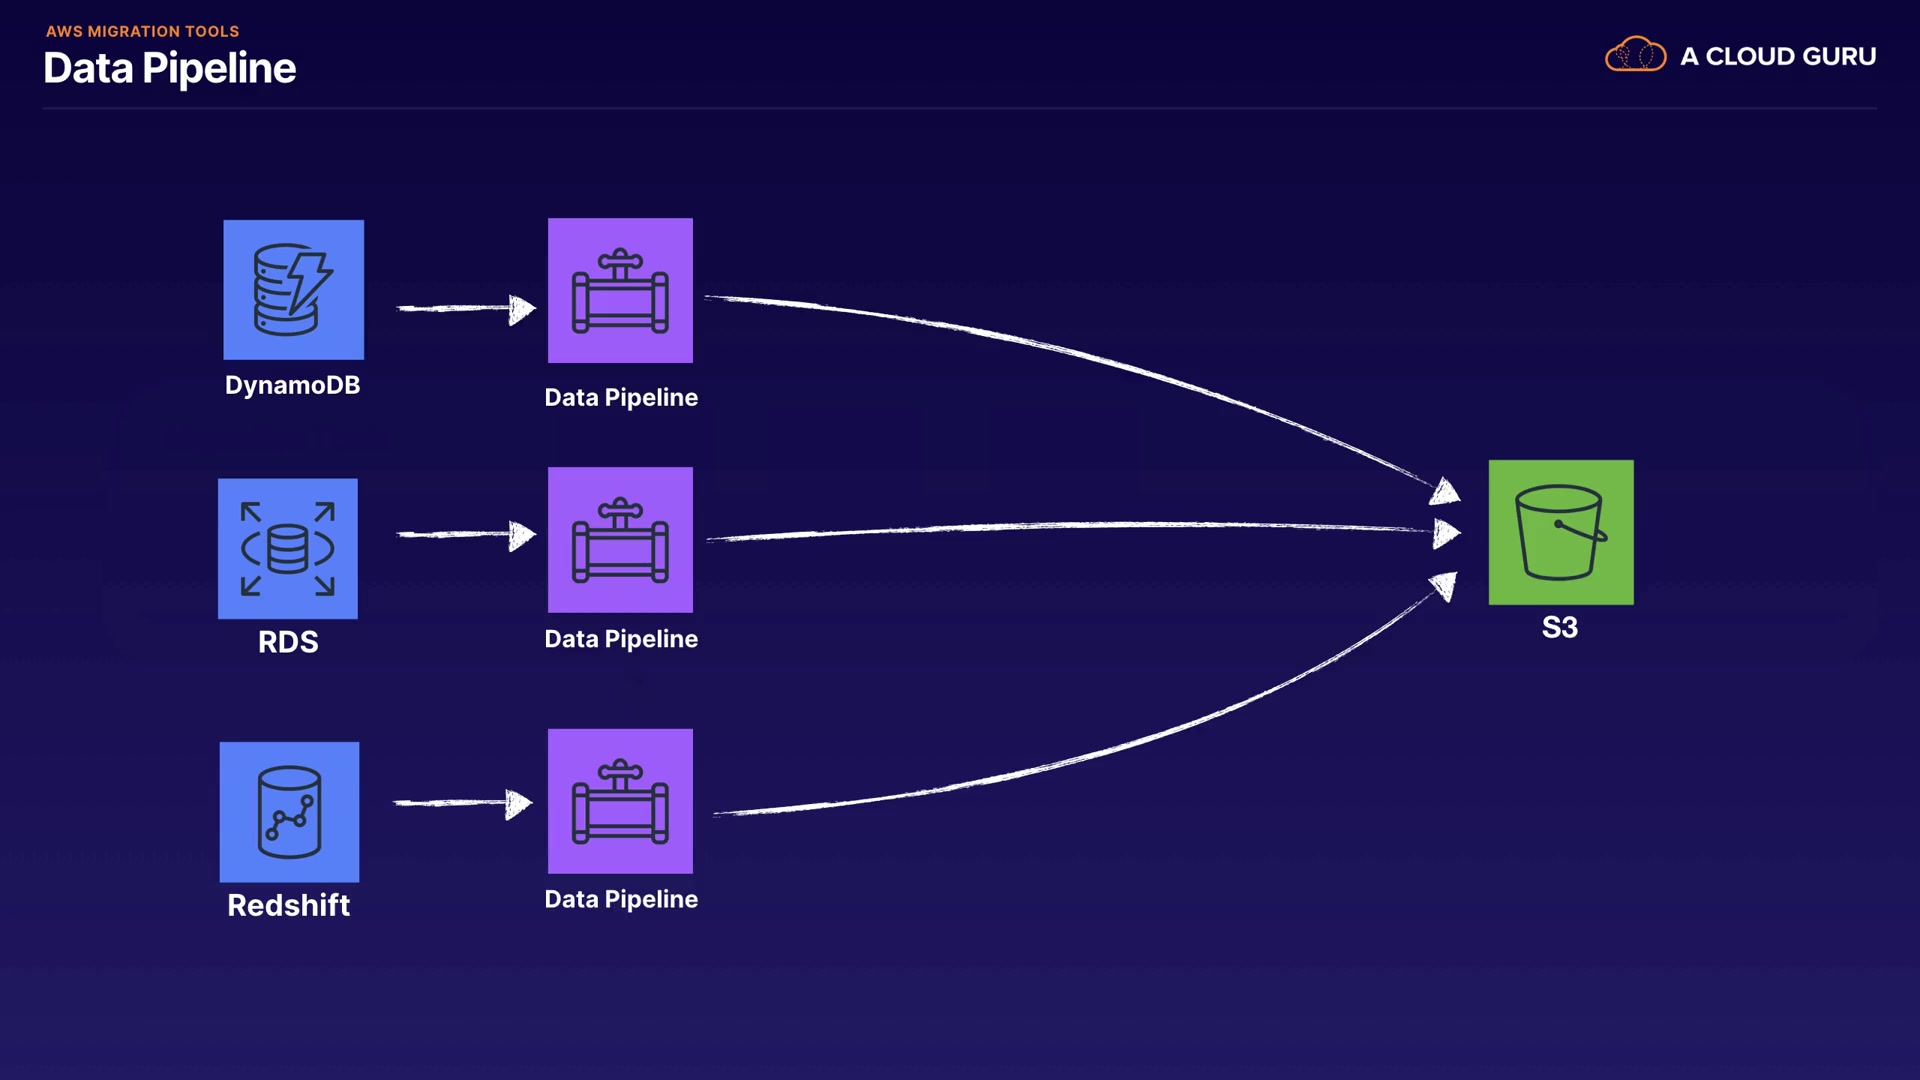 AWS MIGRATION TOOLS
Data Pipeline
A CLOUD GURU
DynamoDB
Data Pipeline
RDS
Data Pipeline
S3
Redshift
Data Pipeline